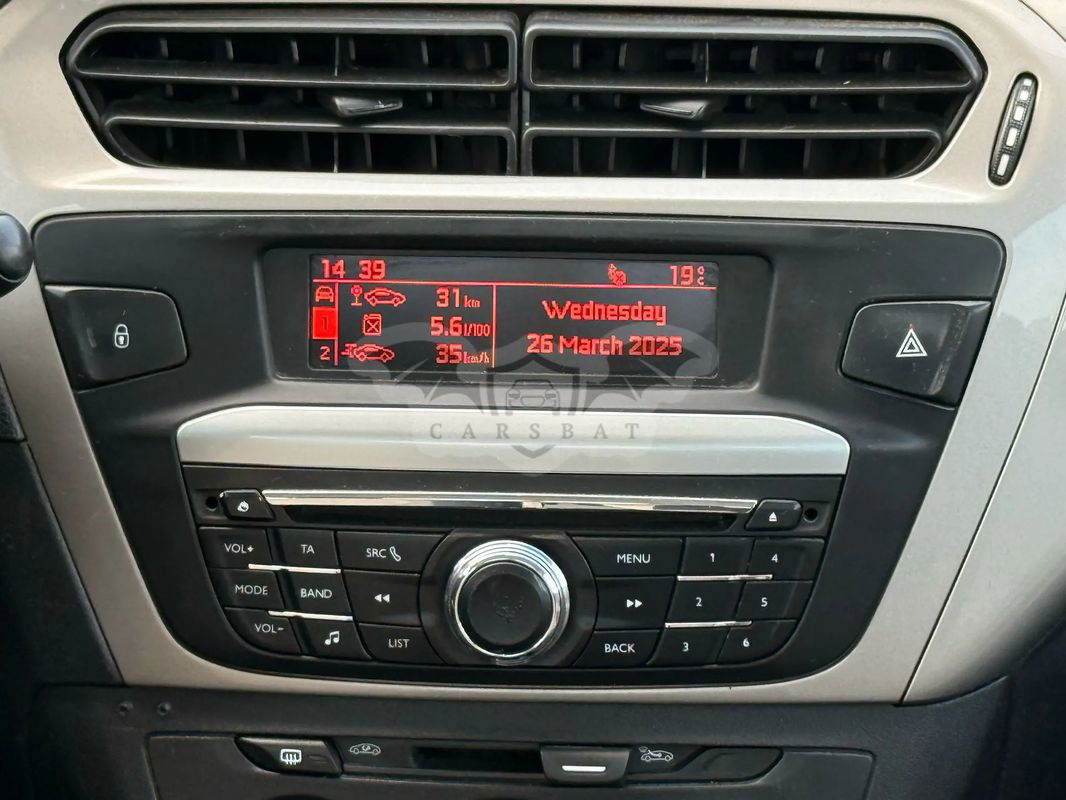 14 39
19°C
31 km
1
5.6 l/100
2
35 km/h
Wednesday
26 March 2025
CARSBAT
VOL+
TA
SRC
MENU
1
4
MODE
BAND
2
5
VOL-
LIST
BACK
3
6